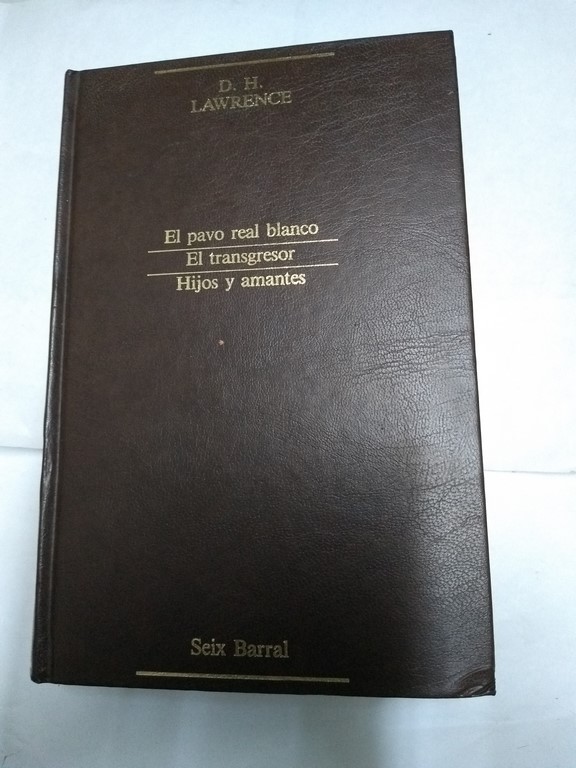 D. H.
LAWRENCE
El pavo real blanco
El transgresor
Hijos y amantes
Seix Barral